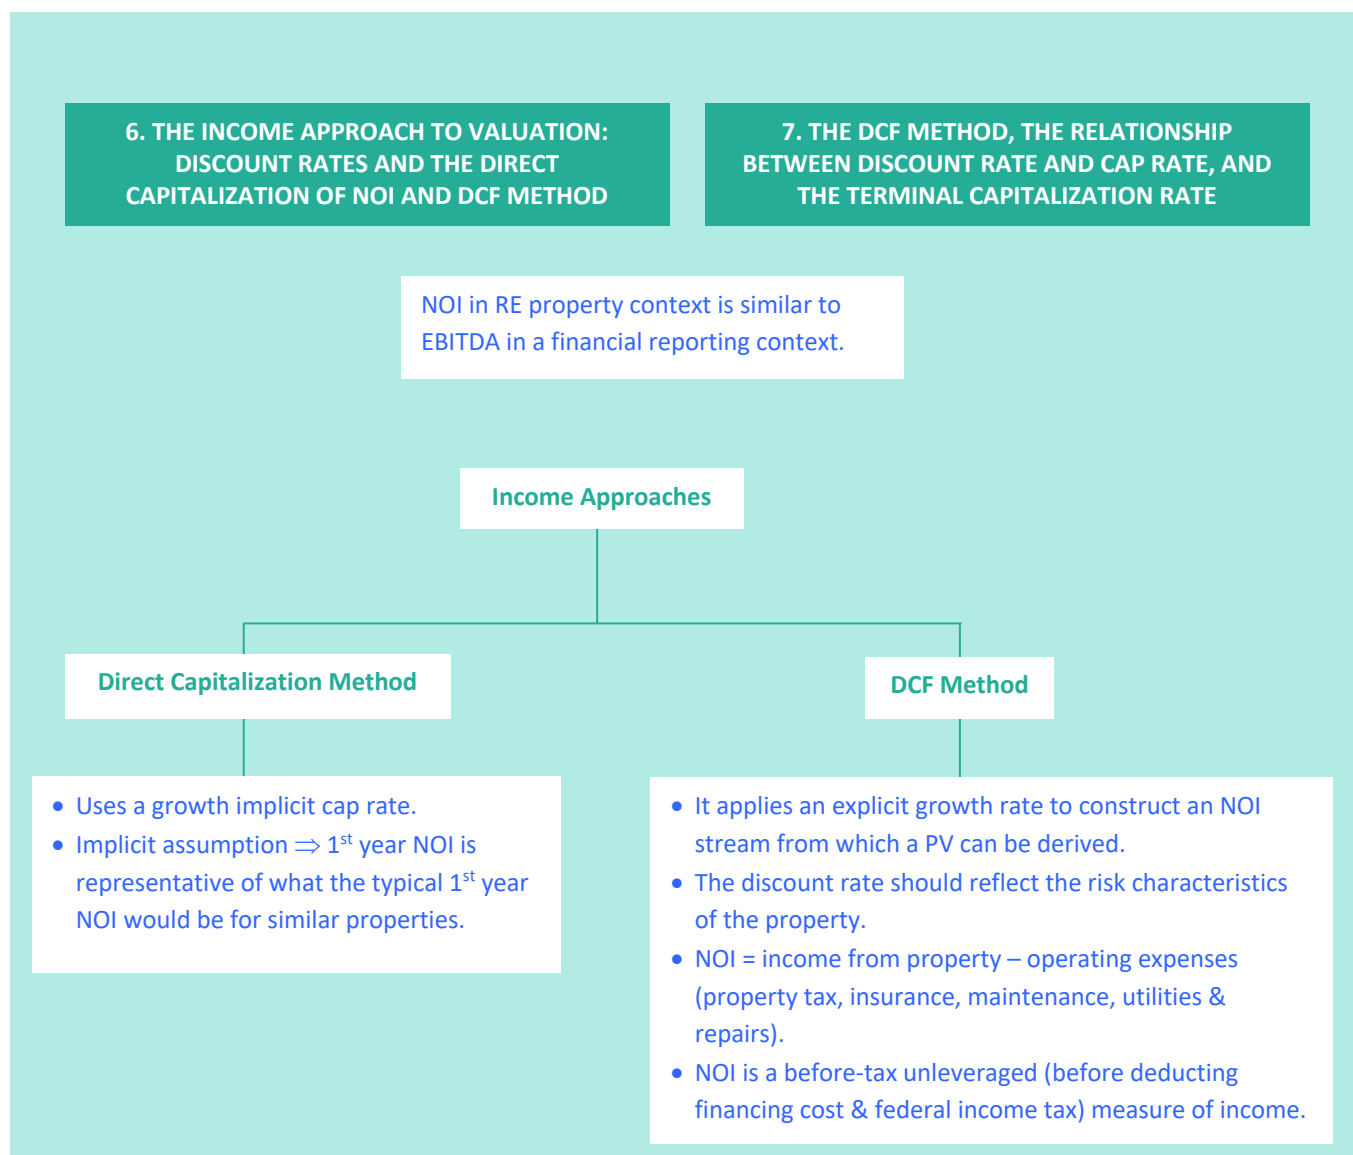 6. THE INCOME APPROACH TO VALUATION:
DISCOUNT RATES AND THE DIRECT
CAPITALIZATION OF NOI AND DCF METHOD
7. THE DCF METHOD, THE RELATIONSHIP
BETWEEN DISCOUNT RATE AND CAP RATE, AND
THE TERMINAL CAPITALIZATION RATE
NOI in RE property context is similar to
EBITDA in a financial reporting context.
Income Approaches
Direct Capitalization Method
DCF Method
• Uses a growth implicit cap rate.
• Implicit assumption ⇒ 1st year NOI is
representative of what the typical 1st year
NOI would be for similar properties.
• It applies an explicit growth rate to construct an NOI
stream from which a PV can be derived.
• The discount rate should reflect the risk characteristics
of the property.
• NOI = income from property – operating expenses
(property tax, insurance, maintenance, utilities &
repairs).
• NOI is a before-tax unleveraged (before deducting
financing cost & federal income tax) measure of income.